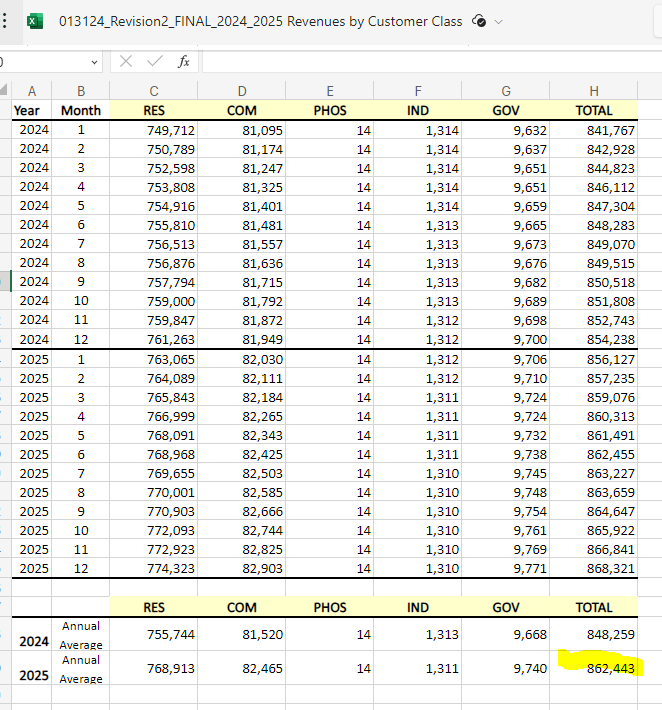 013124_Revision2_FINAL_2024_2025 Revenues by Customer Class
fx
A B C D E F G H
Year Month RES COM PHOS IND GOV TOTAL
2024 1 749,712 81,095 14 1,314 9,632 841,767
2024 2 750,789 81,174 14 1,314 9,637 842,928
2024 3 752,598 81,247 14 1,314 9,651 844,823
2024 4 753,808 81,325 14 1,314 9,651 846,112
2024 5 754,916 81,401 14 1,314 9,659 847,304
2024 6 755,810 81,481 14 1,313 9,665 848,283
2024 7 756,513 81,557 14 1,313 9,673 849,070
2024 8 756,876 81,636 14 1,313 9,676 849,515
2024 9 757,794 81,715 14 1,313 9,682 850,518
2024 10 759,000 81,792 14 1,313 9,689 851,808
2024 11 759,847 81,872 14 1,312 9,698 852,743
2024 12 761,263 81,949 14 1,312 9,700 854,238
2025 1 763,065 82,030 14 1,312 9,706 856,127
2025 2 764,089 82,111 14 1,312 9,710 857,235
2025 3 765,843 82,184 14 1,311 9,724 859,076
2025 4 766,999 82,265 14 1,311 9,724 860,313
2025 5 768,091 82,343 14 1,311 9,732 861,491
2025 6 768,968 82,425 14 1,311 9,738 862,455
2025 7 769,655 82,503 14 1,310 9,745 863,227
2025 8 770,001 82,585 14 1,310 9,748 863,659
2025 9 770,903 82,666 14 1,310 9,754 864,647
2025 10 772,093 82,744 14 1,310 9,761 865,922
2025 11 772,923 82,825 14 1,310 9,769 866,841
2025 12 774,323 82,903 14 1,310 9,771 868,321
RES COM PHOS IND GOV TOTAL
2024 Annual Average 755,744 81,520 14 1,313 9,668 848,259
2025 Annual Average 768,913 82,465 14 1,311 9,740 862,443